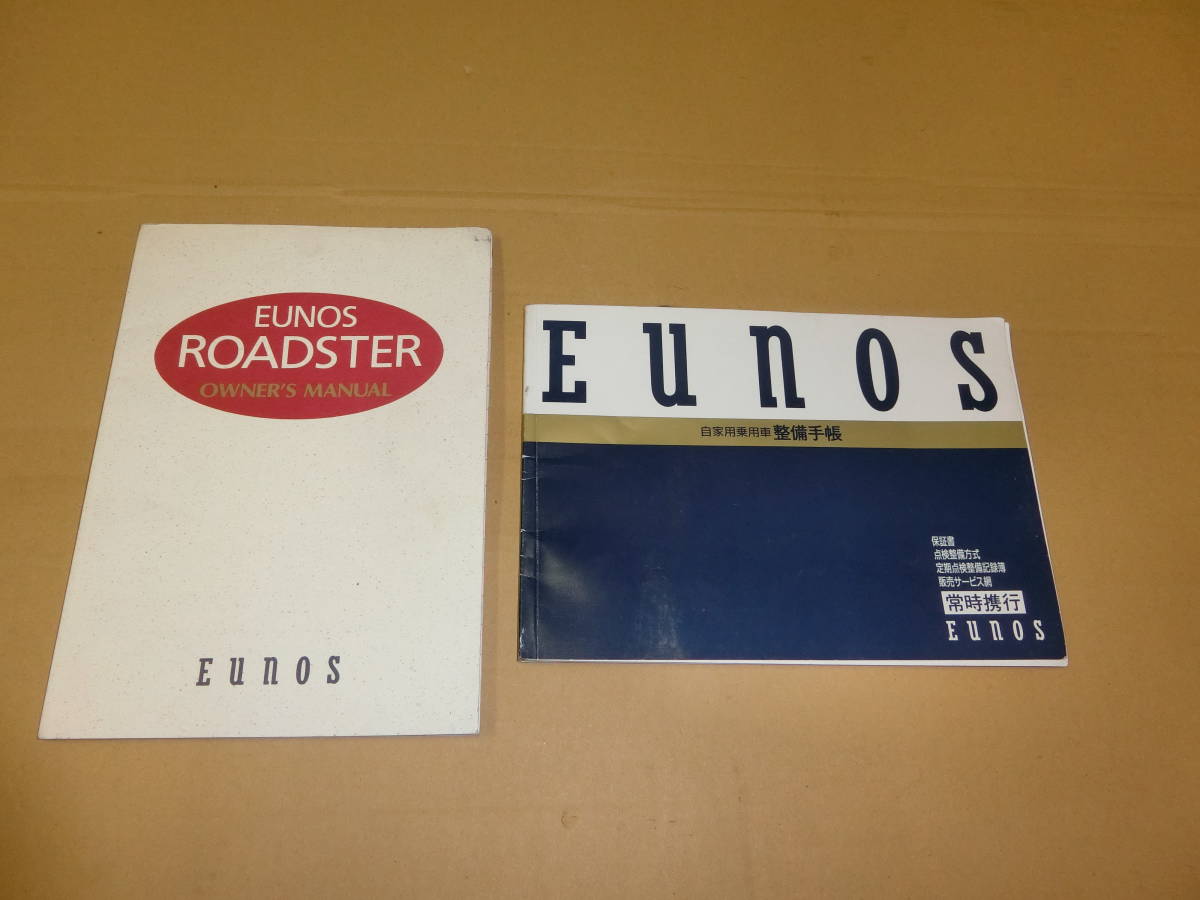 EUNOS
ROADSTER
OWNER'S MANUAL
EUNOS
EUNOS
自家用乗用車 整備手帳
保証書
点検整備方式
定期点検整備記録簿
販売サービス網
常時携行
EUNOS